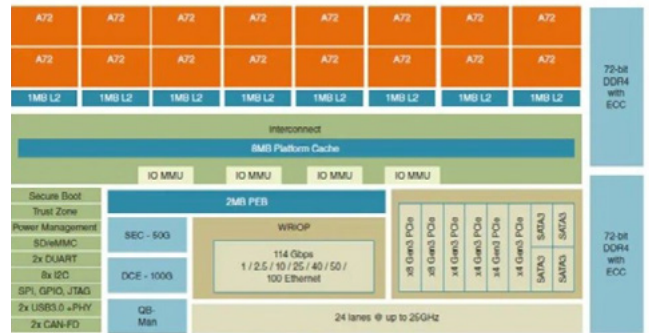 A72 A72 A72 A72 A72 A72 A72 A72
A72 A72 A72 A72 A72 A72 A72 A72
1MB L2 1MB L2 1MB L2 1MB L2 1MB L2 1MB L2 1MB L2 1MB L2
72-bit
DDR4
with
ECC
Interconnect
8MB Platform Cache
IO MMU IO MMU IO MMU IO MMU
Secure Boot
Trust Zone
Power Management
SD/eMMC
2x DUART
8x I2C
SPI, GPIO, JTAG
2x USB3.0 +PHY
2x CAN-FD
2MB PEB
SEC - 50G
DCE - 100G
QB-
Man
WRIOP
114 Gbps
1 / 2.5 / 10 / 25 / 40 / 50 /
100 Ethernet
x8 Gen3 PCIe
x8 Gen3 PCIe
x4 Gen3 PCIe
x4 Gen3 PCIe
x4 Gen3 PCIe
x4 Gen3 PCIe
SATA3 SATA3
SATA3 SATA3
24 lanes @ up to 25GHz
72-bit
DDR4
with
ECC